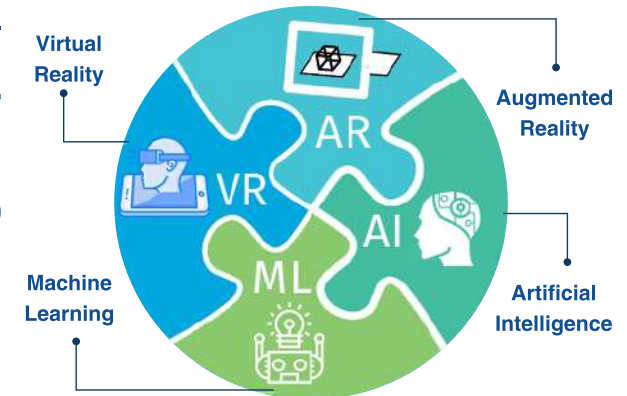 Virtual
Reality
AR
Augmented
Reality
VR
AI
ML
Machine
Learning
Artificial
Intelligence